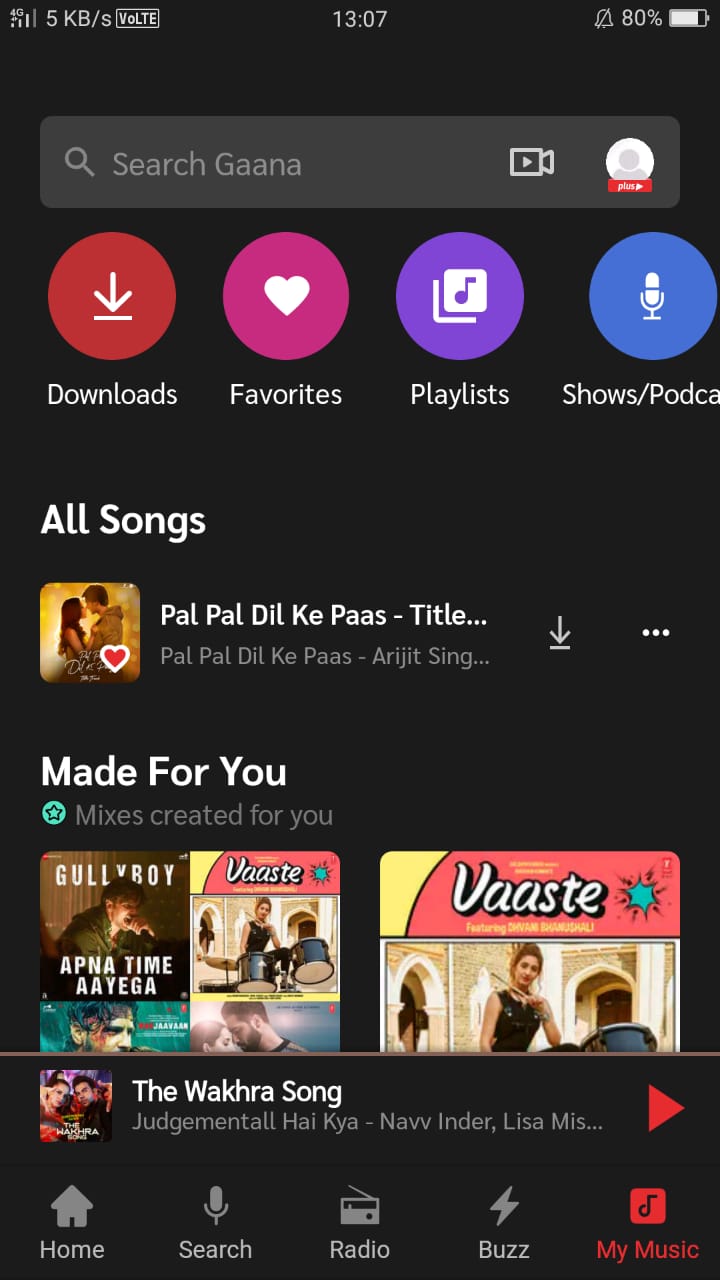 4G 5 KB/s VoLTE 13:07 80%
Search Gaana
plus
Downloads Favorites Playlists Shows/Podca
All Songs
Pal Pal Dil Ke Paas - Title...
Pal Pal Dil Ke Paas - Arijit Sing...
Made For You
Mixes created for you
GULLY BOY
APNA TIME
AAYEGA
Vaaste
Featuring DHVANI BHANUSHALI
JAAVAAN
Vaaste
Featuring DHVANI BHANUSHALI
THE
WAKHRA
SONG
The Wakhra Song
Judgementall Hai Kya - Navv Inder, Lisa Mis...
Home Search Radio Buzz My Music